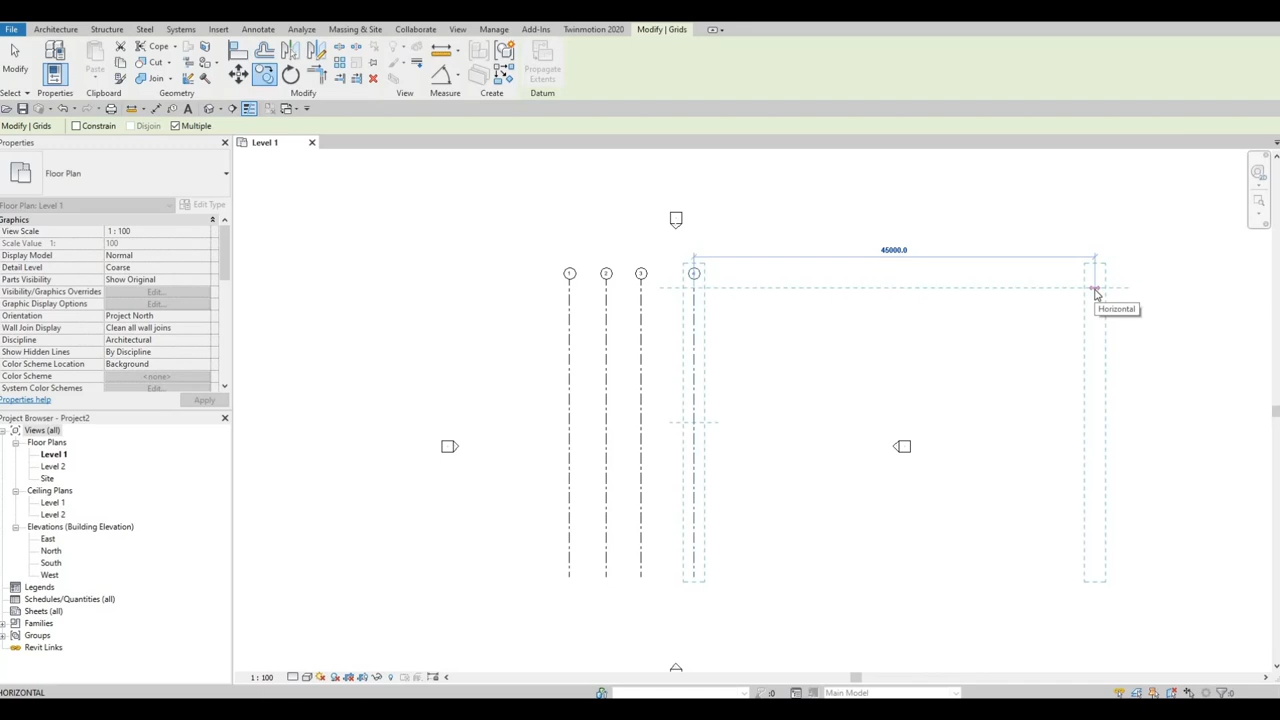 File Architecture Structure Steel Systems Insert Annotate Analyze Massing & Site Collaborate View Manage Add-Ins Twinmotion 2020 Modify | Grids
Cope
Cut
Join
Modify
Paste
Propagate Extents
Select Properties Clipboard Geometry Modify View Measure Create Datum
Modify | Grids Constrain Disjoin Multiple
Properties
Level 1
Floor Plan
Floor Plan: Level 1 Edit Type
Graphics
View Scale 1 : 100
Scale Value 1: 100
Display Model Normal
Detail Level Coarse
Parts Visibility Show Original
Visibility/Graphics Overrides Edit...
Graphic Display Options Edit...
Orientation Project North
Wall Join Display Clean all wall joins
Discipline Architectural
Show Hidden Lines By Discipline
Color Scheme Location Background
Color Scheme <none>
System Color Schemes Edit...
Properties help Apply
Project Browser - Project2
Views (all)
Floor Plans
Level 1
Level 2
Site
Ceiling Plans
Level 1
Level 2
Elevations (Building Elevation)
East
North
South
West
Legends
Schedules/Quantities (all)
Sheets (all)
Families
Groups
Revit Links
45000.0
1 2 3 4
Horizontal
1 : 100
HORIZONTAL
:0 Main Model :0